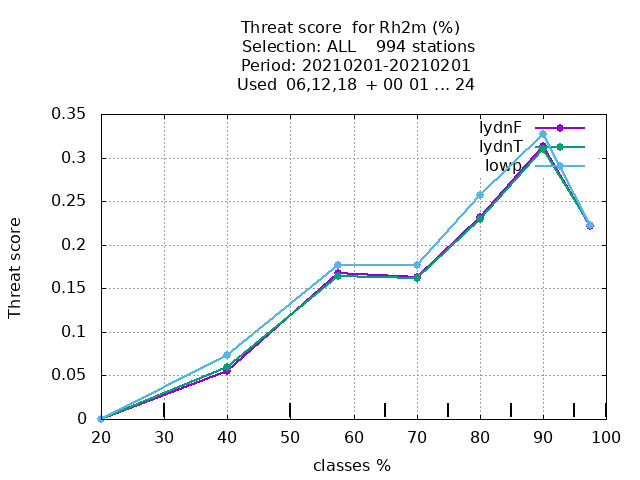 Threat score  for Rh2m (%)
Selection: ALL    994 stations
Period: 20210201-20210201
Used  06,12,18  + 00 01 ... 24
0.35
0.3
0.25
0.2
0.15
0.1
0.05
0
Threat score
lydnF
lydnT
lowp
20 30 40 50 60 70 80 90 100
classes %